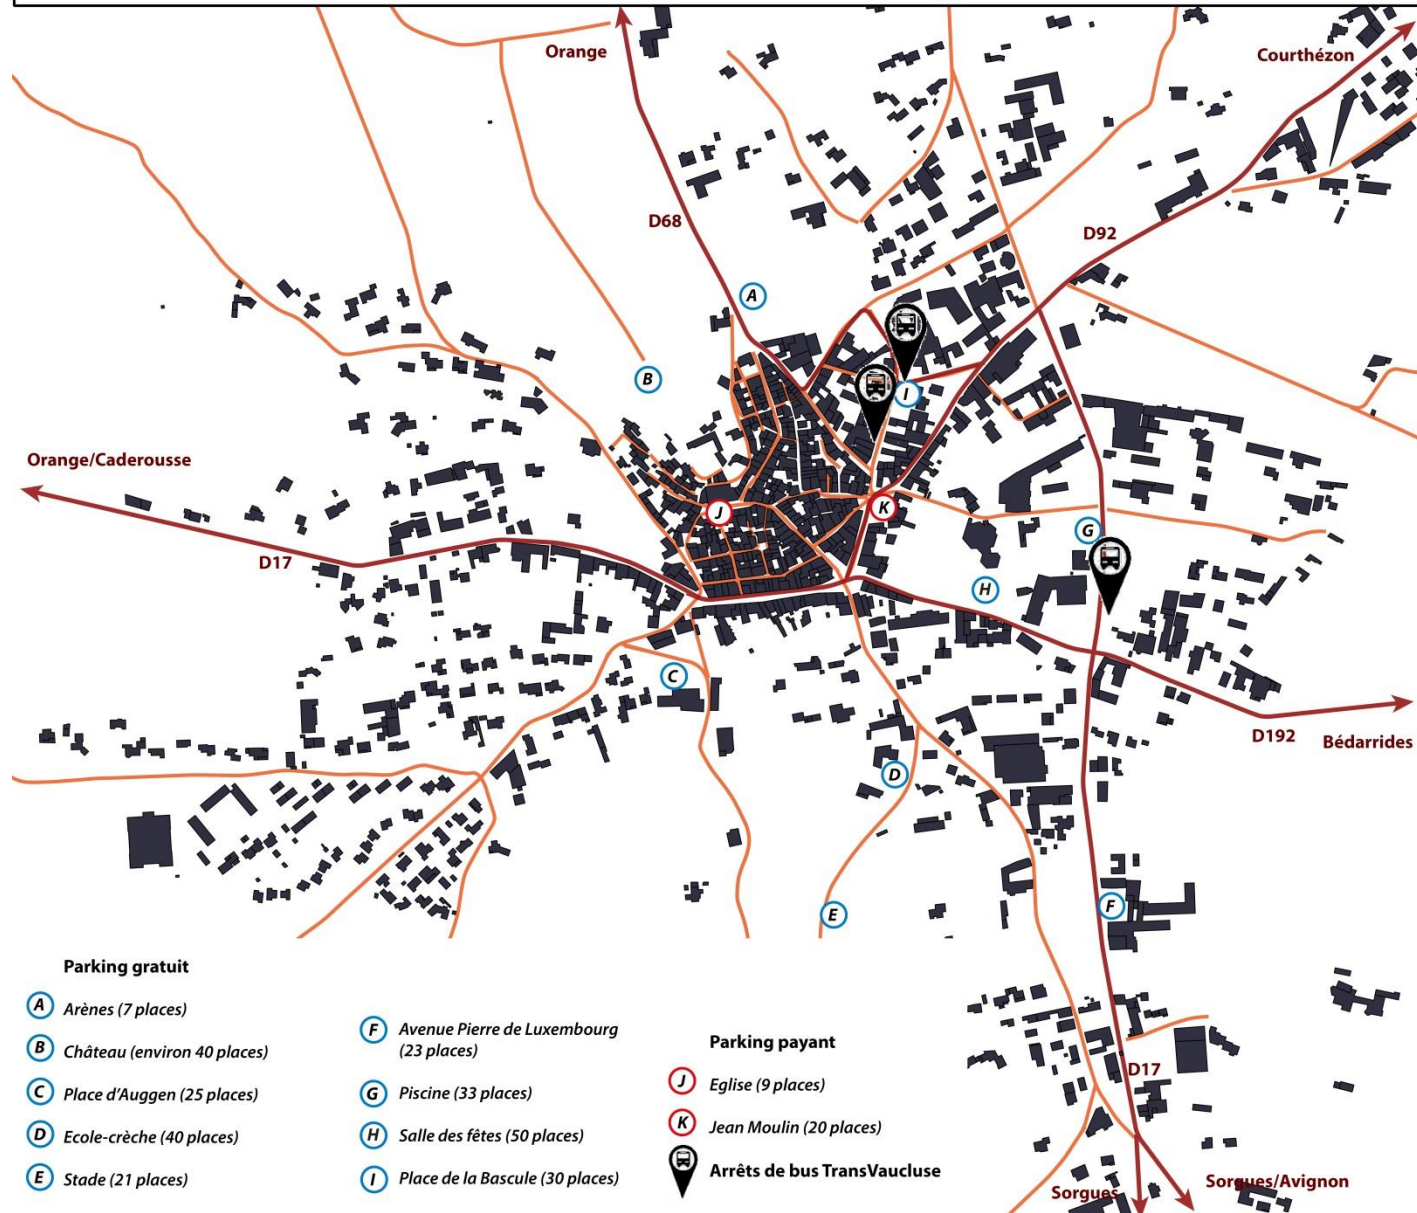 Orange
Courthézon
D68
D92
A
B
I
Orange/Caderousse
J
K
G
D17
H
C
D192
Bédarrides
D
E
F
Parking gratuit
A Arènes (7 places)
B Château (environ 40 places)
C Place d'Auggen (25 places)
D Ecole-crèche (40 places)
E Stade (21 places)
F Avenue Pierre de Luxembourg
(23 places)
G Piscine (33 places)
H Salle des fêtes (50 places)
I Place de la Bascule (30 places)
Parking payant
J Eglise (9 places)
K Jean Moulin (20 places)
Arrêts de bus TransVaucluse
D17
Sorgues
Sorgues/Avignon